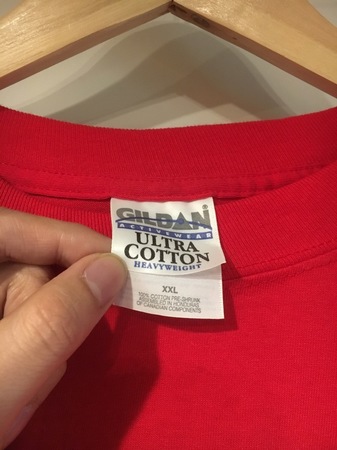 GILDAN®
ACTIVEWEAR
ULTRA
COTTON
HEAVYWEIGHT
XXL
100% COTTON PRE-SHRUNK
ASSEMBLED IN HONDURAS
OF CANADIAN COMPONENTS